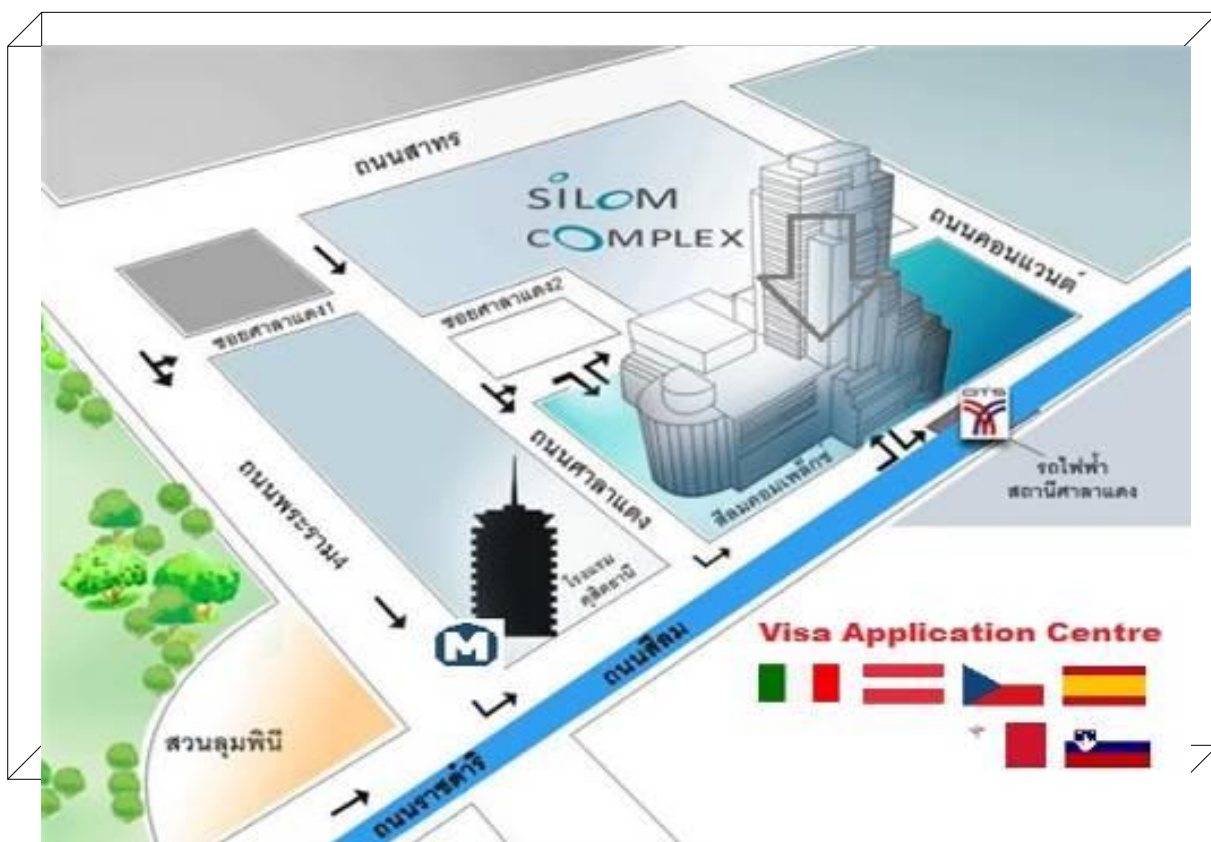 ถนนสาทร
SILOM
COMPLEX
ถนนคอนแวนต์
ซอยศาลาแดง2
ซอยศาลาแดง1
BTS
รถไฟฟ้า
สถานีศาลาแดง
สีลมคอมเพล็กซ
ถนนศาลาแดง
ถนนพระราม4
โรงแรม
ดุสิตธานี
M
ถนนสีลม
Visa Application Centre
สวนลุมพินี
ถนนราชดำริ